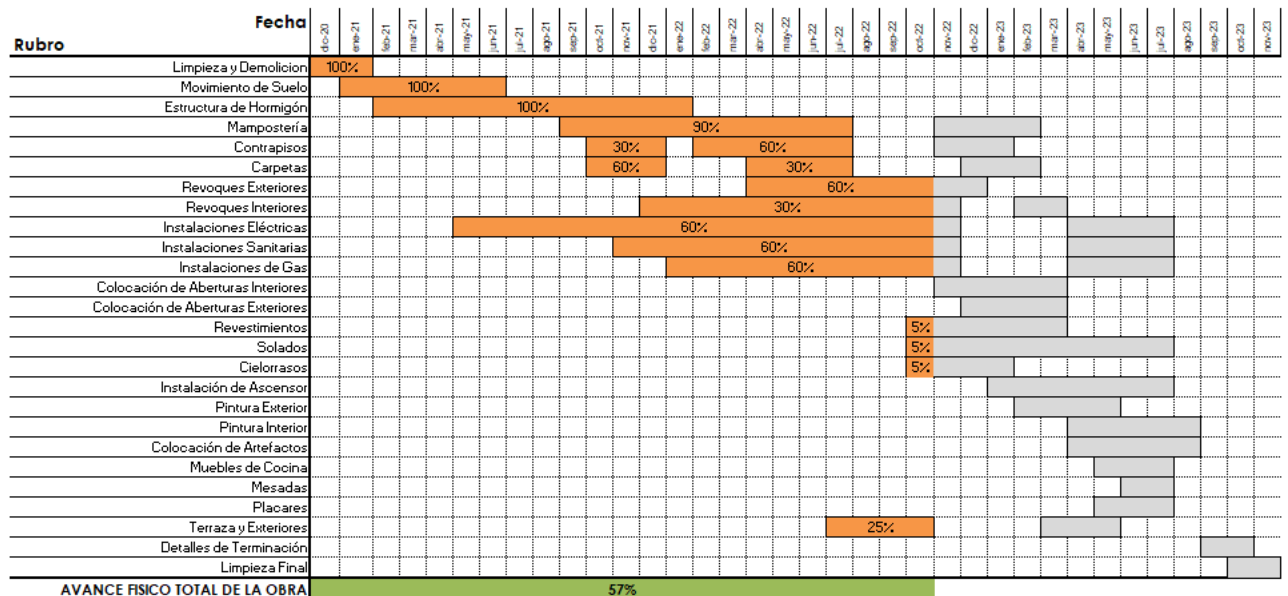 Fecha
Rubro dic-20 ene-21 feb-21 mar-21 abr-21 may-21 jun-21 jul-21 ago-21 sep-21 oct-21 nov-21 dic-21 ene-22 feb-22 mar-22 abr-22 may-22 jun-22 jul-22 ago-22 sep-22 oct-22 nov-22 dic-22 ene-23 feb-23 mar-23 abr-23 may-23 jun-23 jul-23 ago-23 sep-23 oct-23 nov-23
Limpieza y Demolicion 100%
Movimiento de Suelo 100%
Estructura de Hormigón 100%
Mampostería 90%
Contrapisos 30% 60%
Carpetas 60% 30%
Revoques Exteriores 60%
Revoques Interiores 30%
Instalaciones Eléctricas 60%
Instalaciones Sanitarias 60%
Instalaciones de Gas 60%
Colocación de Aberturas Interiores
Colocación de Aberturas Exteriores
Revestimientos 5%
Solados 5%
Cielorrasos 5%
Instalación de Ascensor
Pintura Exterior
Pintura Interior
Colocación de Artefactos
Muebles de Cocina
Mesadas
Placares
Terraza y Exteriores 25%
Detalles de Terminación
Limpieza Final
AVANCE FISICO TOTAL DE LA OBRA 57%